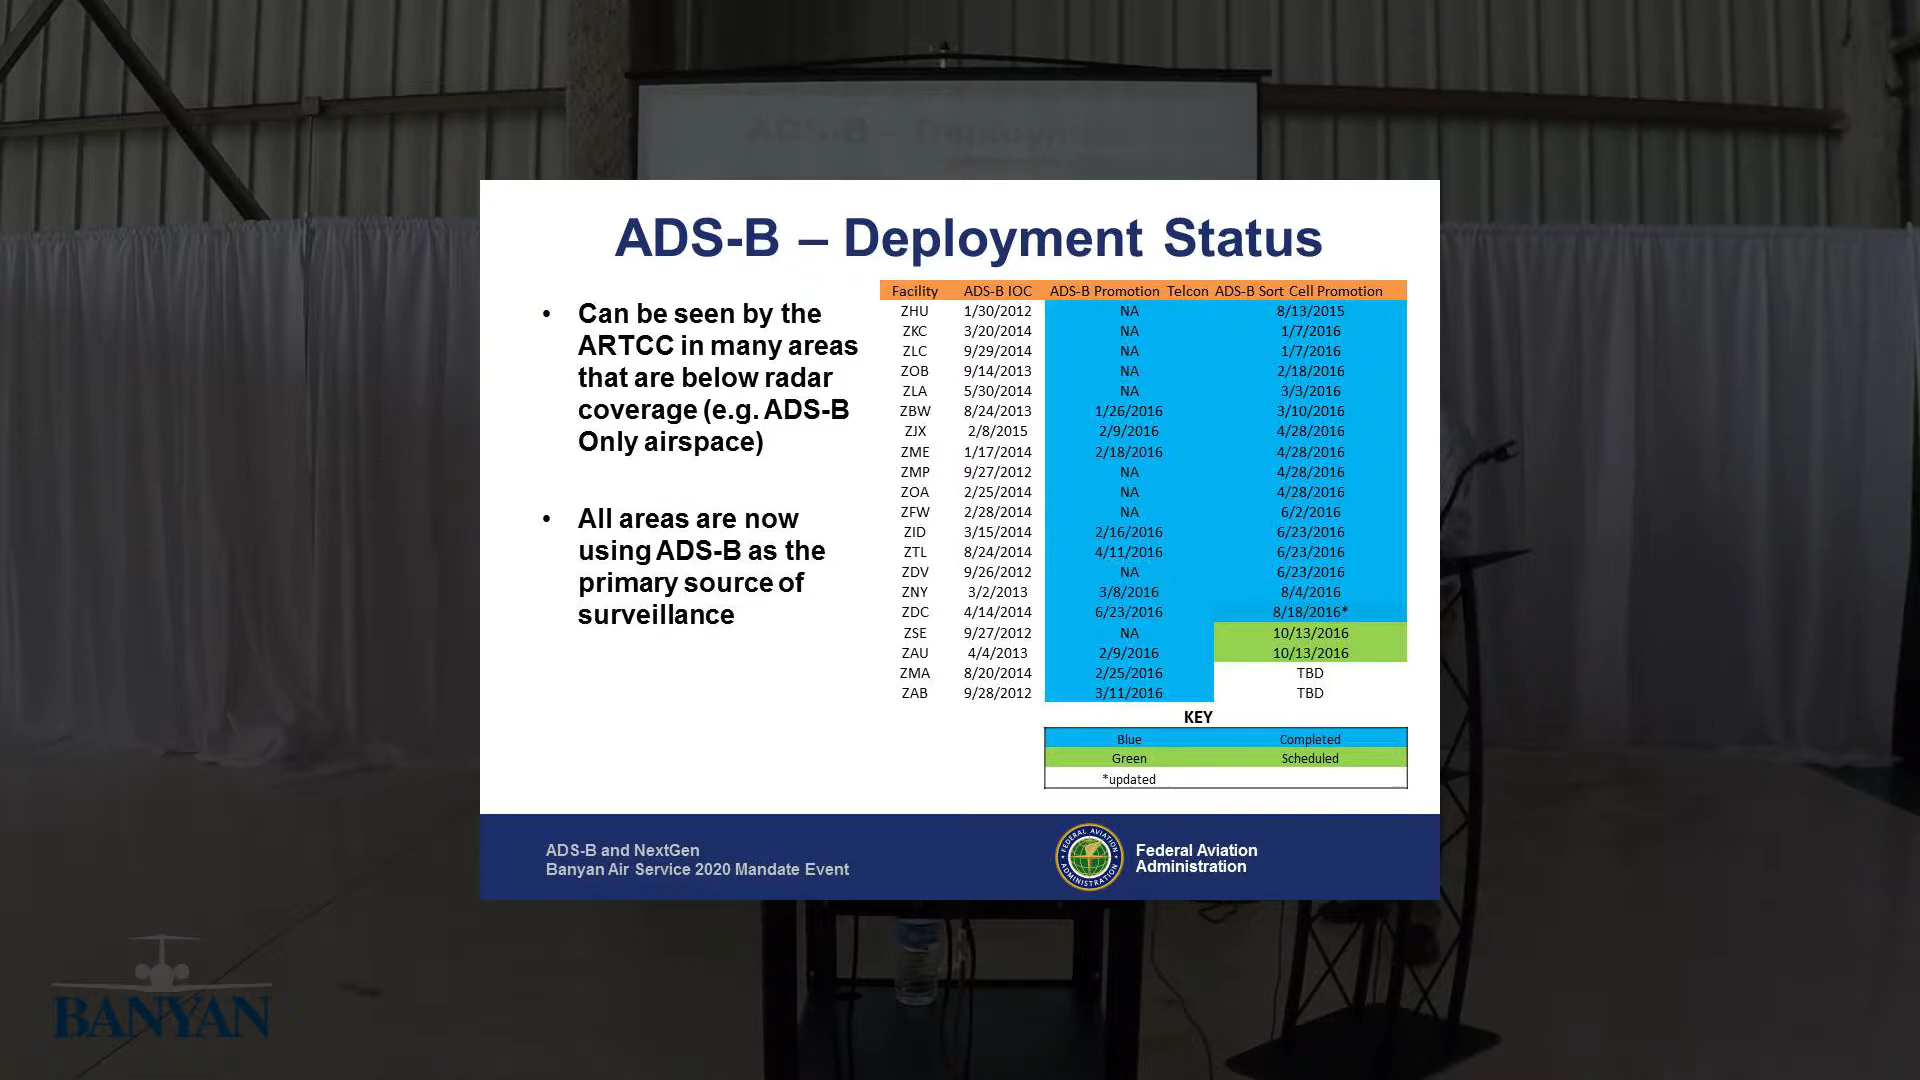 ADS-B – Deployment
ADS-B – Deployment Status
• Can be seen by the
ARTCC in many areas
that are below radar
coverage (e.g. ADS-B
Only airspace)
• All areas are now
using ADS-B as the
primary source of
surveillance
Facility ADS-B IOC ADS-B Promotion Telcon ADS-B Sort Cell Promotion
ZHU 1/30/2012 NA 8/13/2015
ZKC 3/20/2014 NA 1/7/2016
ZLC 9/29/2014 NA 1/7/2016
ZOB 9/14/2013 NA 2/18/2016
ZLA 5/30/2014 NA 3/3/2016
ZBW 8/24/2013 1/26/2016 3/10/2016
ZJX 2/8/2015 2/9/2016 4/28/2016
ZME 1/17/2014 2/18/2016 4/28/2016
ZMP 9/27/2012 NA 4/28/2016
ZOA 2/25/2014 NA 4/28/2016
ZFW 2/28/2014 NA 6/2/2016
ZID 3/15/2014 2/16/2016 6/23/2016
ZTL 8/24/2014 4/11/2016 6/23/2016
ZDV 9/26/2012 NA 6/23/2016
ZNY 3/2/2013 3/8/2016 8/4/2016
ZDC 4/14/2014 6/23/2016 8/18/2016*
ZSE 9/27/2012 NA 10/13/2016
ZAU 4/4/2013 2/9/2016 10/13/2016
ZMA 8/20/2014 2/25/2016 TBD
ZAB 9/28/2012 3/11/2016 TBD
KEY
Blue Completed
Green Scheduled
*updated
ADS-B and NextGen
Banyan Air Service 2020 Mandate Event
FEDERAL AVIATION
ADMINISTRATION
Federal Aviation
Administration
BANYAN